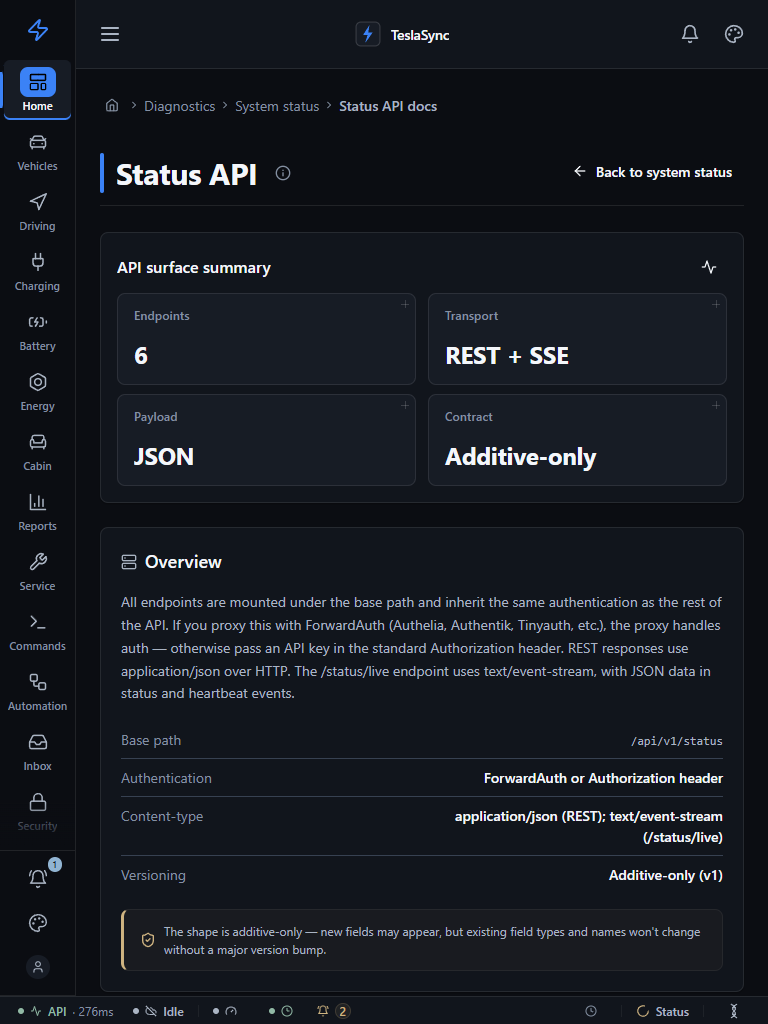 TeslaSync
Home
Vehicles
Driving
Charging
Battery
Energy
Cabin
Reports
Service
Commands
Automation
Inbox
Security
1
Diagnostics
System status
Status API docs
Status API
Back to system status
API surface summary
Endpoints
6
Transport
REST + SSE
Payload
JSON
Contract
Additive-only
Overview
All endpoints are mounted under the base path and inherit the same authentication as the rest of
the API. If you proxy this with ForwardAuth (Authelia, Authentik, Tinyauth, etc.), the proxy handles
auth — otherwise pass an API key in the standard Authorization header. REST responses use
application/json over HTTP. The /status/live endpoint uses text/event-stream, with JSON data in
status and heartbeat events.
Base path
/api/v1/status
Authentication
ForwardAuth or Authorization header
Content-type
application/json (REST); text/event-stream
(/status/live)
Versioning
Additive-only (v1)
The shape is additive-only — new fields may appear, but existing field types and names won't change
without a major version bump.
API · 276ms
Idle
2
Status